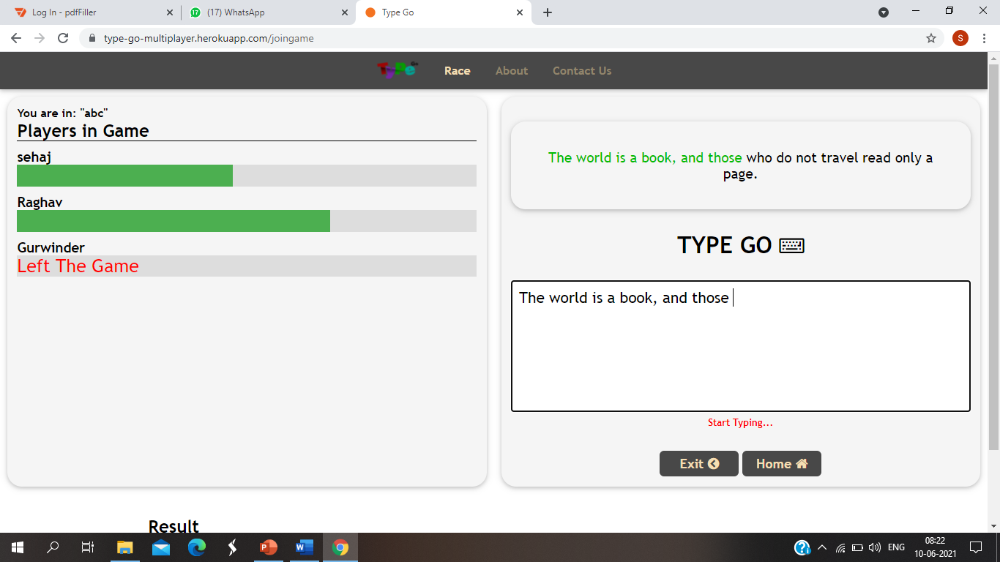 Log In - pdfFiller
17
(17) WhatsApp
Type Go
type-go-multiplayer.herokuapp.com/joingame
S
Type Go
Race
About
Contact Us
You are in: "abc"
Players in Game
sehaj
Raghav
Gurwinder
Left The Game
The world is a book, and those who do not travel read only a
page.
TYPE GO
The world is a book, and those
Start Typing...
Exit
Home
Result
ENG
08:22
10-06-2021